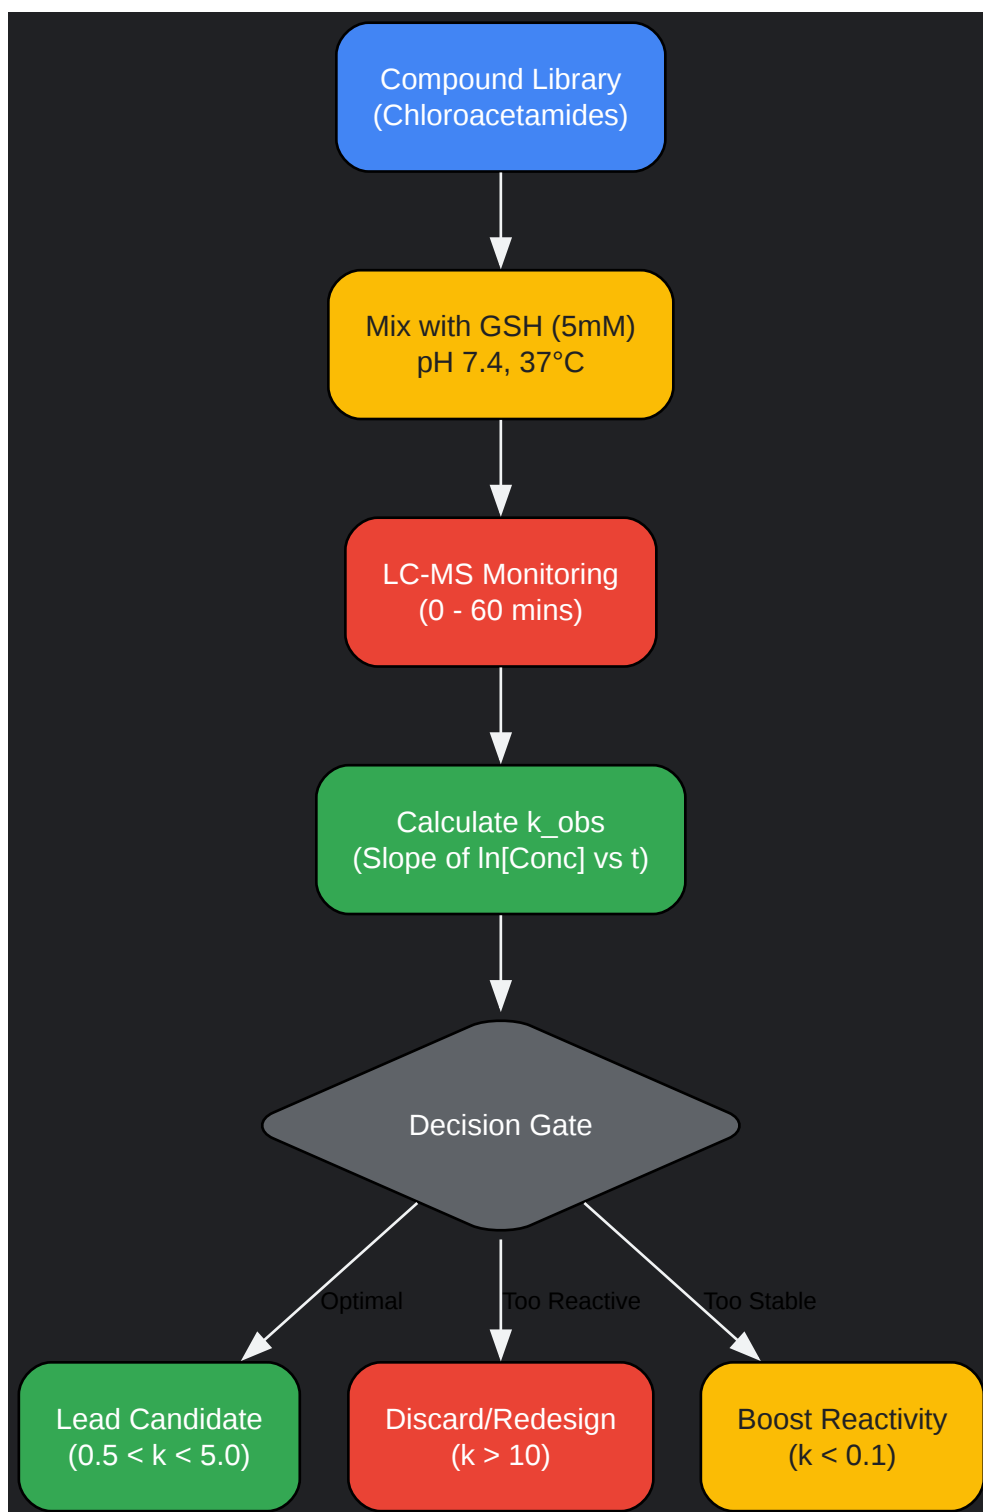 Compound Library
(Chloroacetamides)
Mix with GSH (5mM)
pH 7.4, 37°C
LC-MS Monitoring
(0 - 60 mins)
Calculate k_obs
(Slope of ln[Conc] vs t)
Decision Gate
Optimal
Too Reactive
Too Stable
Lead Candidate
(0.5 < k < 5.0)
Discard/Redesign
(k > 10)
Boost Reactivity
(k < 0.1)